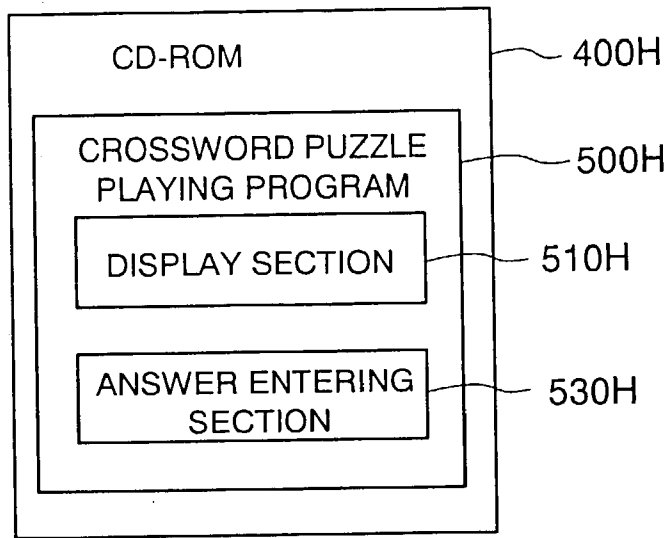 CD-ROM
400H
CROSSWORD PUZZLE
PLAYING PROGRAM
500H
DISPLAY SECTION
510H
ANSWER ENTERING
SECTION
530H